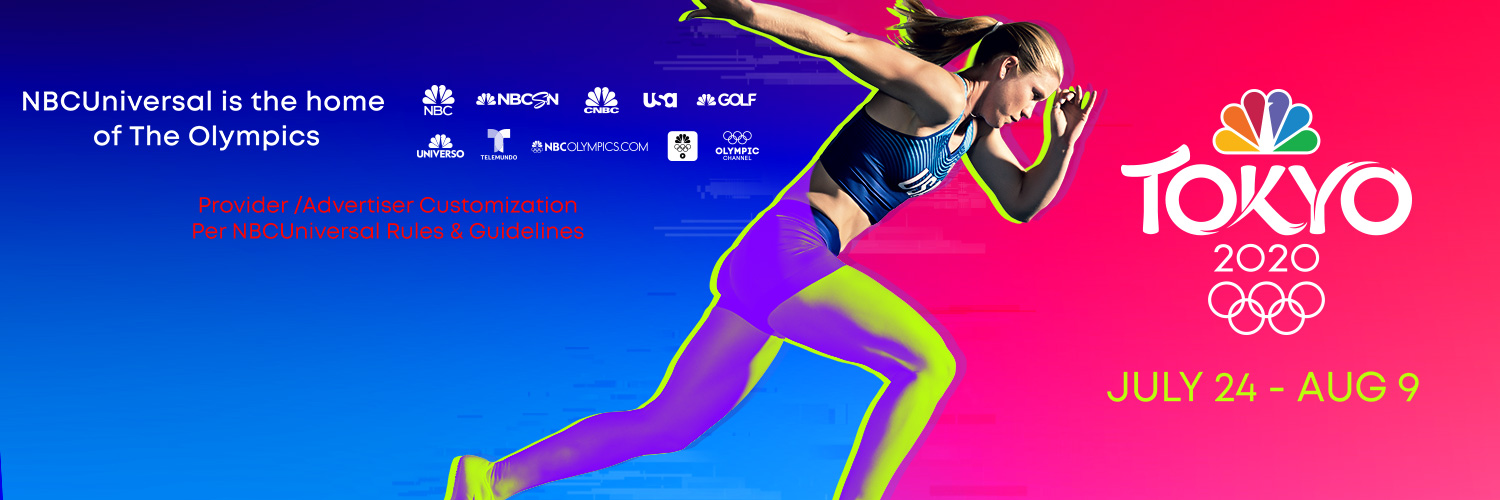 NBCUniversal is the home
of The Olympics
NBC
NBCSN
CNBC
USA
GOLF
UNIVERSO
TELEMUNDO
NBCOLYMPICS.COM
OLYMPIC
CHANNEL
Provider /Advertiser Customization
Per NBCUniversal Rules & Guidelines
USA
TOKYO
2020
JULY 24 - AUG 9